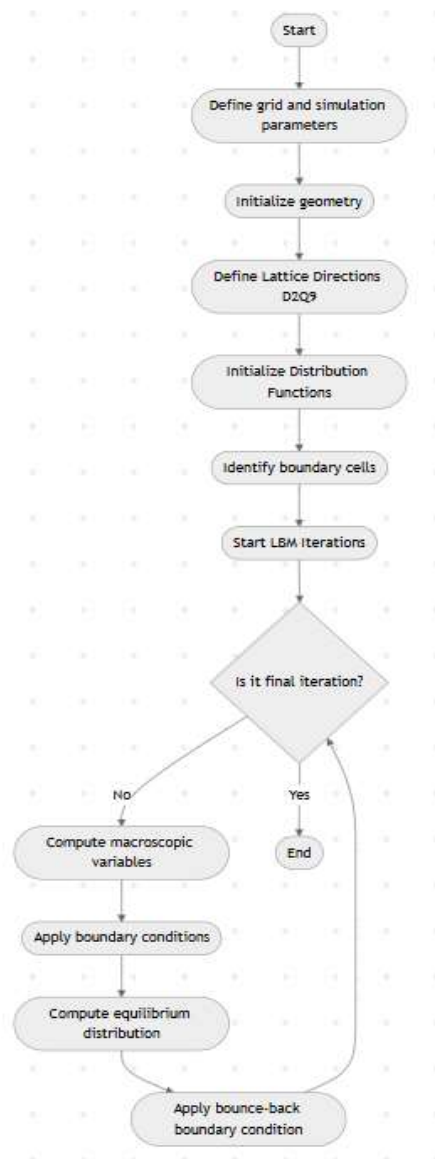 Start
Define grid and simulation
parameters
Initialize geometry
Define Lattice Directions
D2Q9
Initialize Distribution
Functions
Identify boundary cells
Start LBM Iterations
Is it final iteration?
No
Yes
Compute macroscopic
variables
End
Apply boundary conditions
Compute equilibrium
distribution
Apply bounce-back
boundary condition